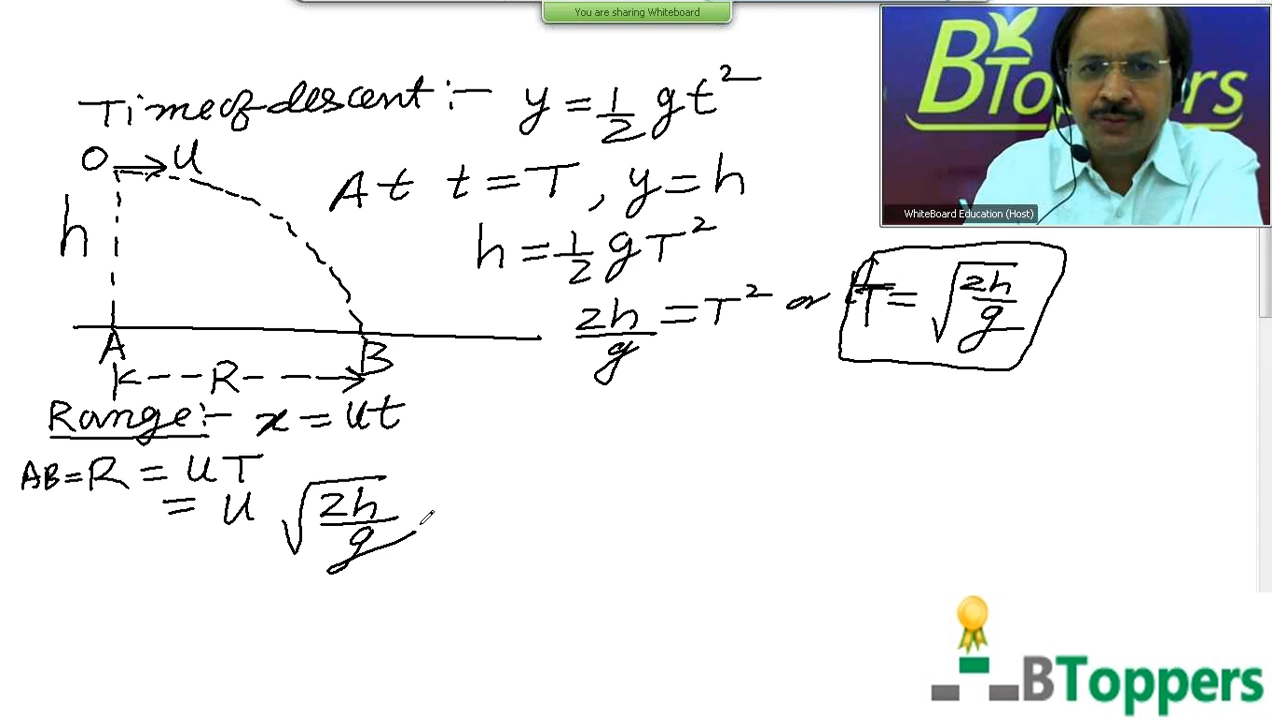 You are sharing Whiteboard
BToppers
WhiteBoard Education (Host)
Time of descent :- y = 1/2 gt²
O → u
At t = T, y = h
h
h = 1/2 gT²
2h/g = T² or T = √(2h/g)
A B
R
Range :- x = ut
AB = R = uT
= u √(2h/g)
BToppers